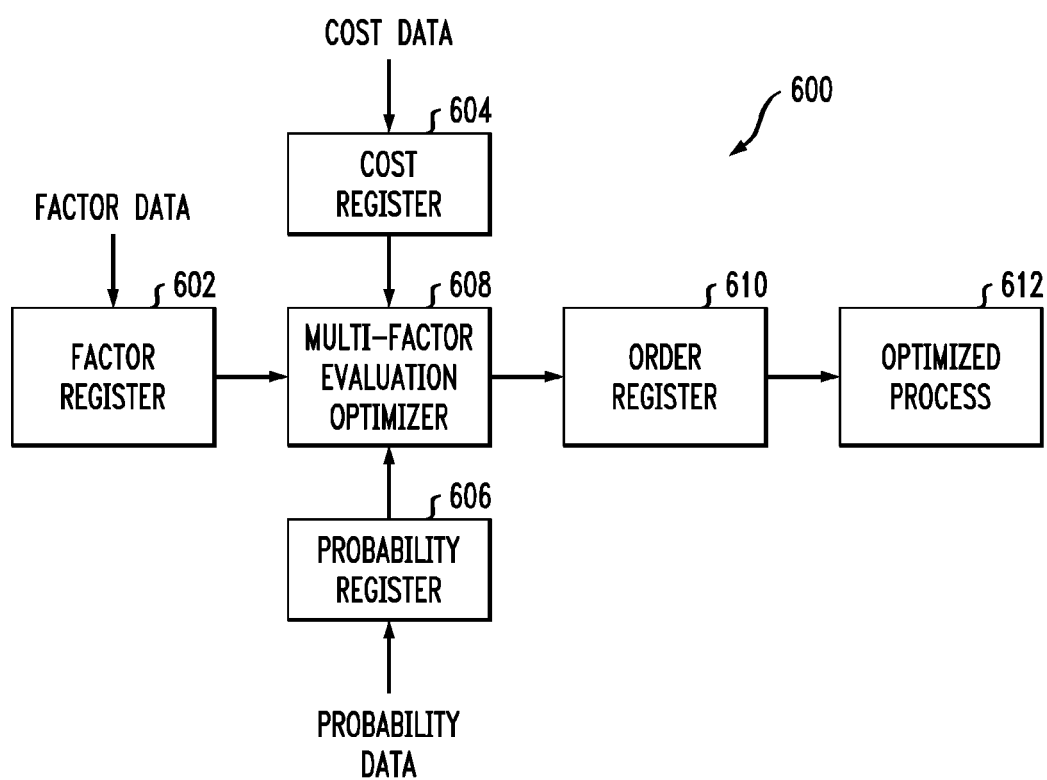 COST DATA
600
604
COST
REGISTER
FACTOR DATA
602
FACTOR
REGISTER
608
MULTI-FACTOR
EVALUATION
OPTIMIZER
610
ORDER
REGISTER
612
OPTIMIZED
PROCESS
606
PROBABILITY
REGISTER
PROBABILITY
DATA